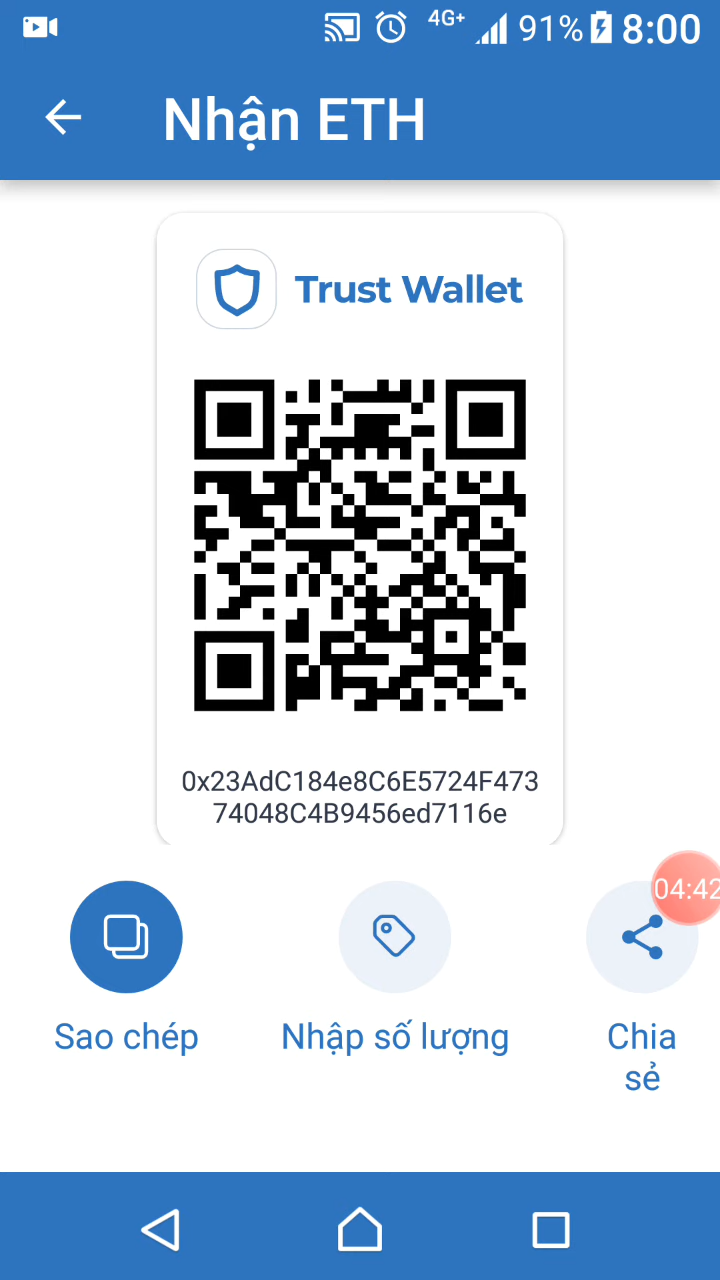 4G+ 91% 8:00
Nhận ETH
Trust Wallet
0x23AdC184e8C6E5724F473
74048C4B9456ed7116e
04:42
Sao chép
Nhập số lượng
Chia
sẻ